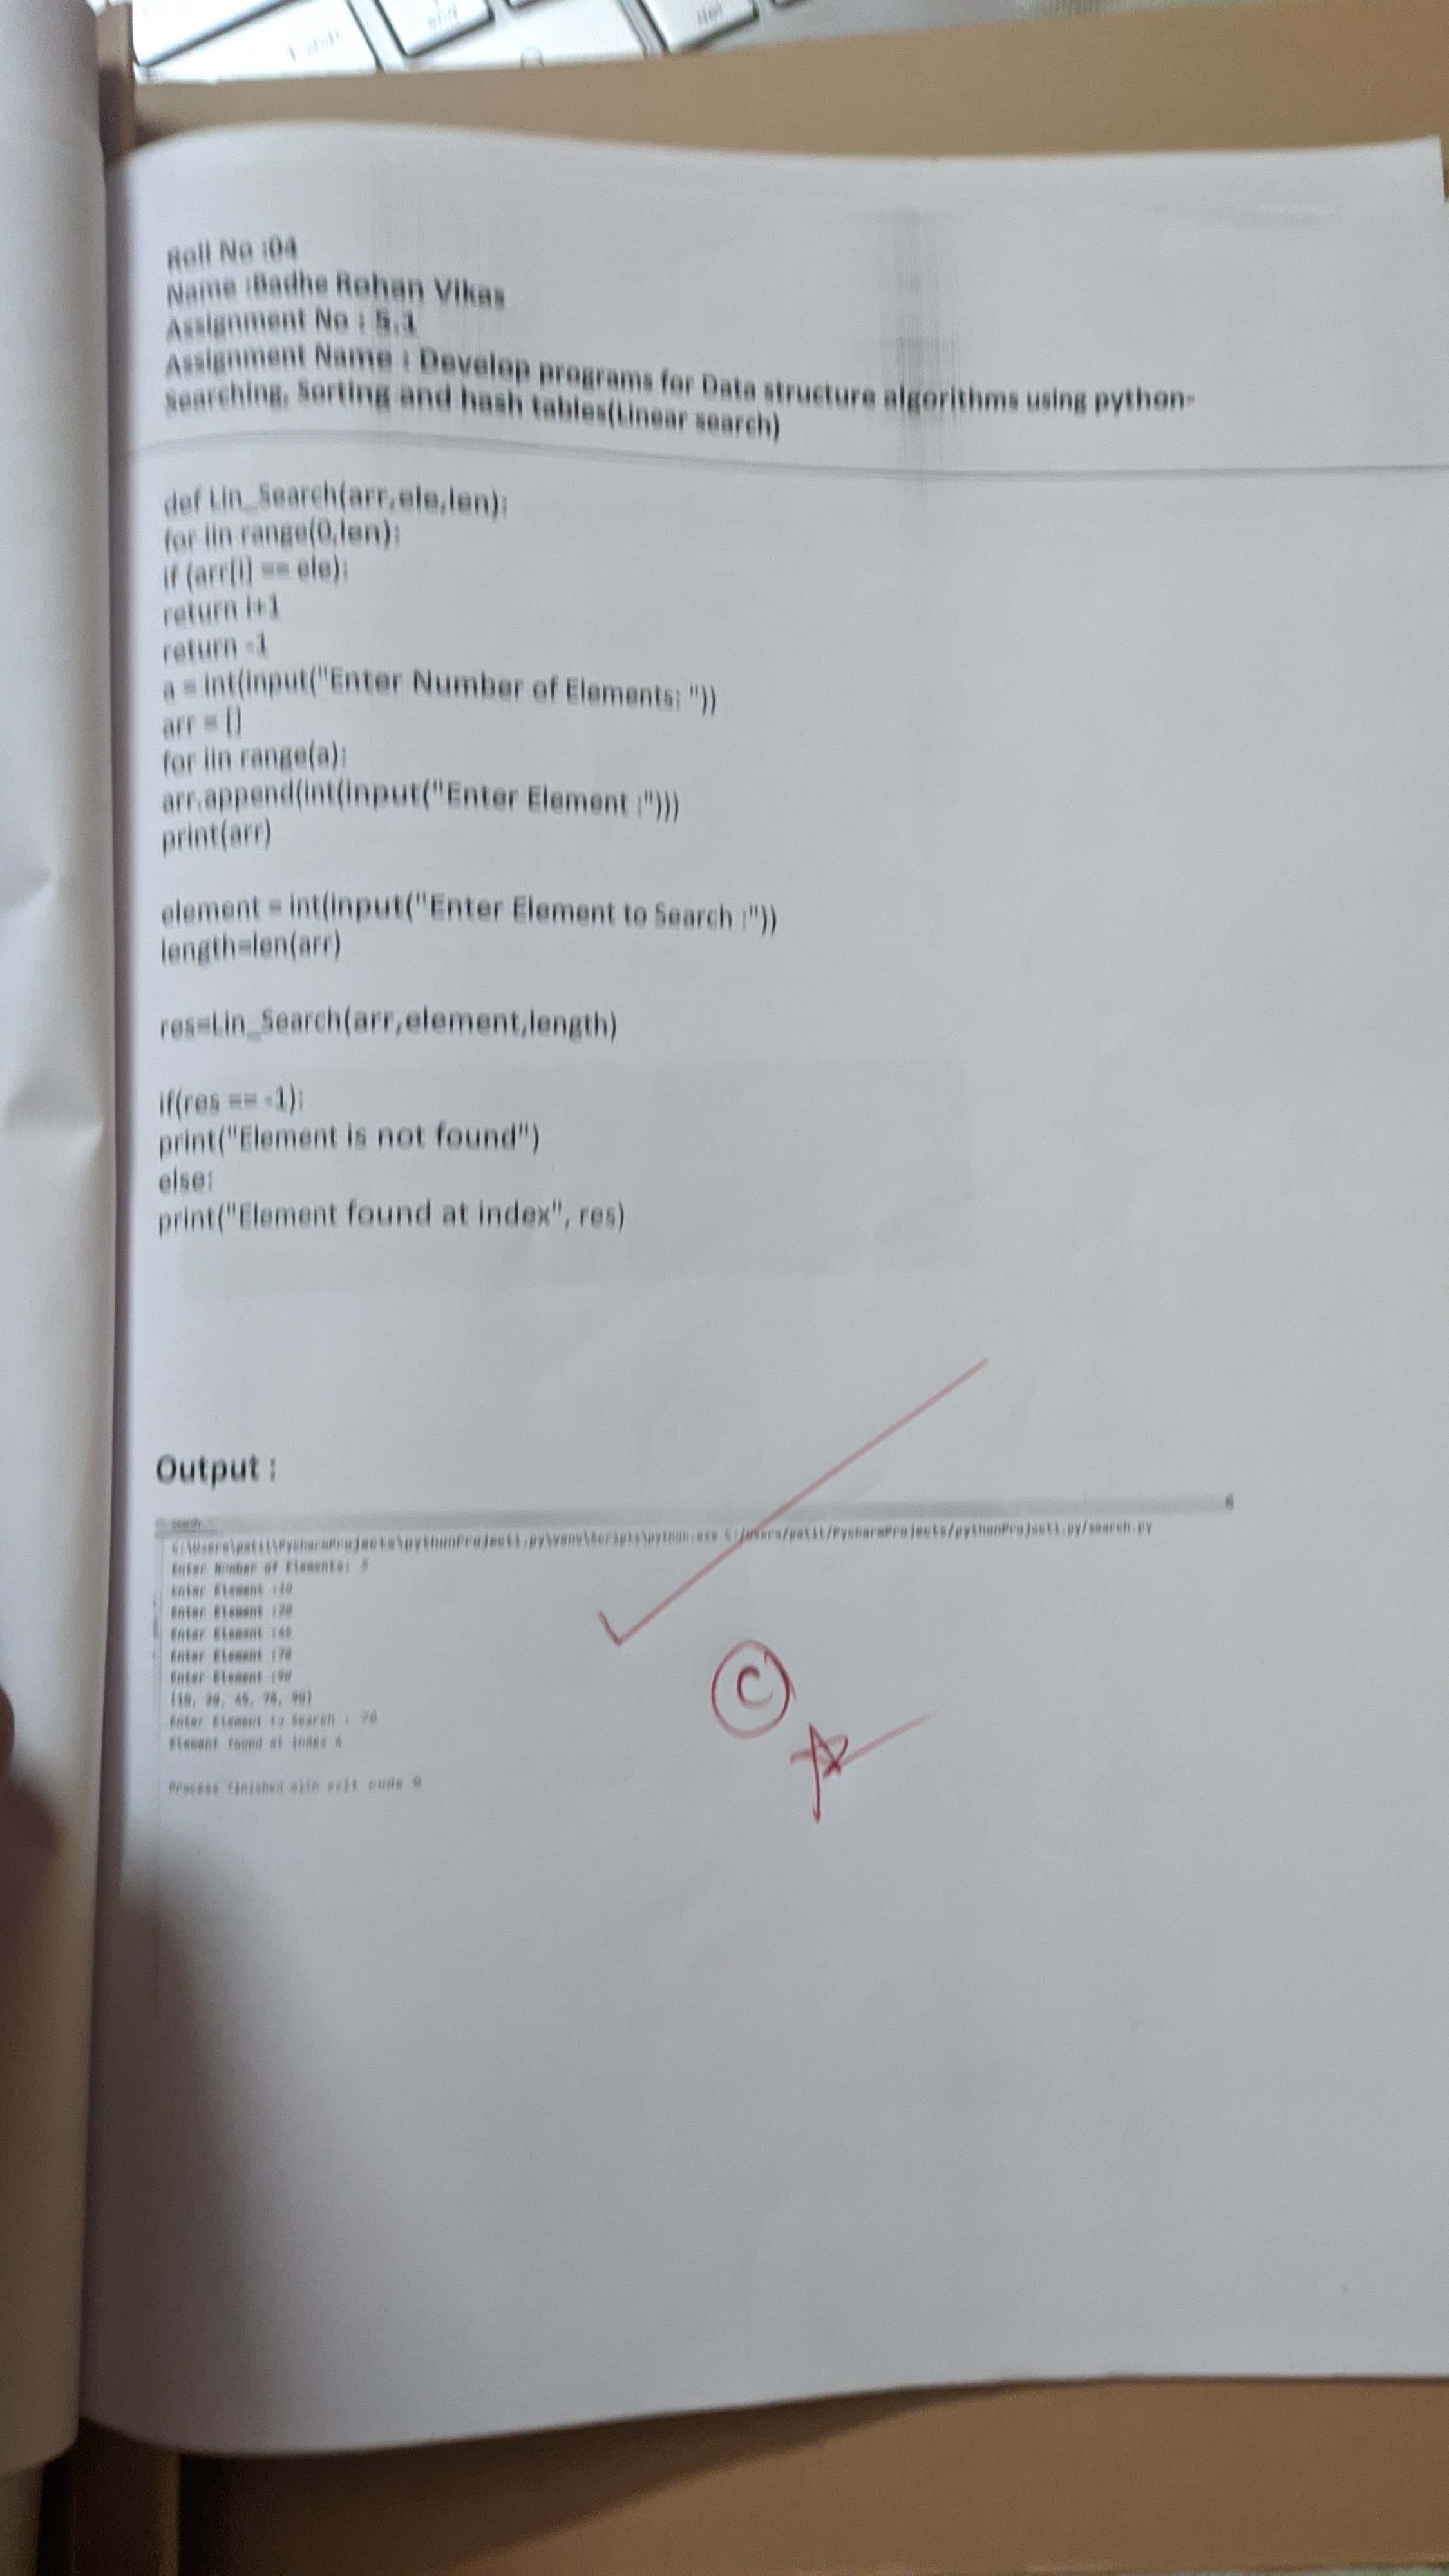 shift
end
del
Roll No :04
Name :Badhe Rohan Vikas
Assignment No : 5.1
Assignment Name : Develop programs for Data structure algorithms using python-
Searching, Sorting and hash tables(Linear search)
def Lin_Search(arr,ele,len):
for iin range(0,len):
if (arr[i] == ele):
return i+1
return -1
a = int(input("Enter Number of Elements: "))
arr = []
for iin range(a):
arr.append(int(input("Enter Element :")))
print(arr)
element = int(input("Enter Element to Search :"))
length=len(arr)
res=Lin_Search(arr,element,length)
if(res == -1):
print("Element is not found")
else:
print("Element found at index", res)
Output :
search
C:\Users\patil\PycharmProjects\pythonProject1.py\venv\Scripts\python.exe C:/Users/patil/PycharmProjects/pythonProject1.py/search.py
Enter Number of Elements: 5
Enter Element :10
Enter Element :20
Enter Element :
Enter Element :78
Enter Element :90
[10, 20, 78, 90]
Enter Element to Search :
Element found at index
Process finished with exit code 0
C